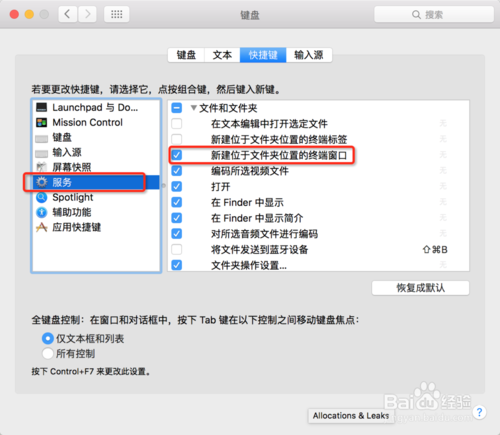 键盘
搜索
键盘 文本 快捷键 输入源
若要更改快捷键，请选择它，点按组合键，然后键入新键。
Launchpad 与 Do...
Mission Control
键盘
输入源
屏幕快照
服务
Spotlight
辅助功能
应用快捷键
文件和文件夹
在文本编辑中打开选定文件 无
新建位于文件夹位置的终端标签 无
新建位于文件夹位置的终端窗口 无
编码所选视频文件 无
打开 无
在 Finder 中显示 无
在 Finder 中显示简介 无
对所选音频文件进行编码 无
将文件发送到蓝牙设备 ⇧⌘B
文件夹操作设置... 无
恢复成默认
全键盘控制：在窗口和对话框中，按下 Tab 键在以下控制之间移动键盘焦点：
仅文本框和列表
所有控制
按下 Control+F7 来更改此设置。
Allocations & Leaks
?
Baidu 经验
jingyan.baidu.com